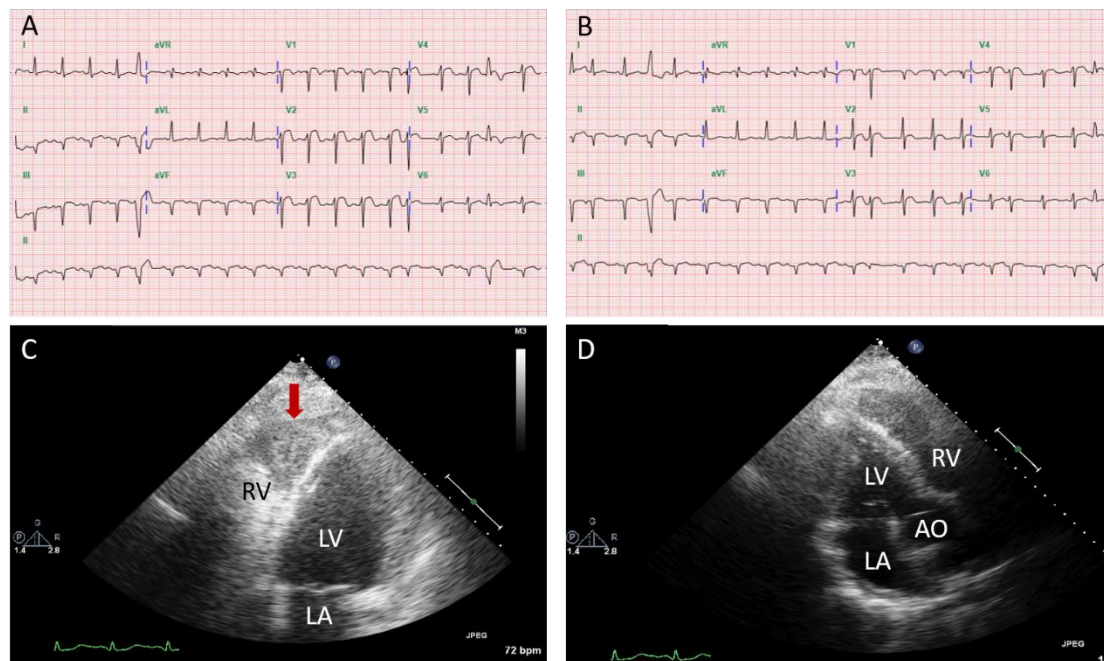 A
I aVR V1 V4
II aVL V2 V5
III aVF V3 V6
II
B
I aVR V1 V4
II aVL V2 V5
III aVF V3 V6
II
C
M3
P
RV
LV
LA
G
P R
1.4 2.8
JPEG
72 bpm
D
P
LV
RV
AO
LA
G
P R
1.4 2.8
JPEG